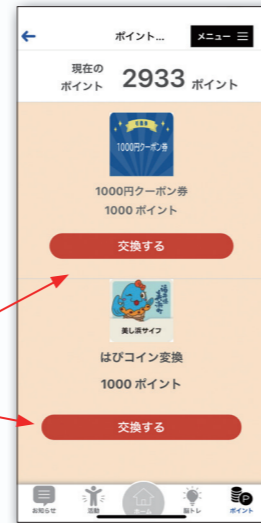 ポイント...
メニュー
現在の
ポイント
2933 ポイント
1000円クーポン券
1000円クーポン券
1000 ポイント
交換する
美し浜サイフ
はぴコイン変換
1000 ポイント
交換する
お知らせ
活動
ホーム
脳トレ
ポイント